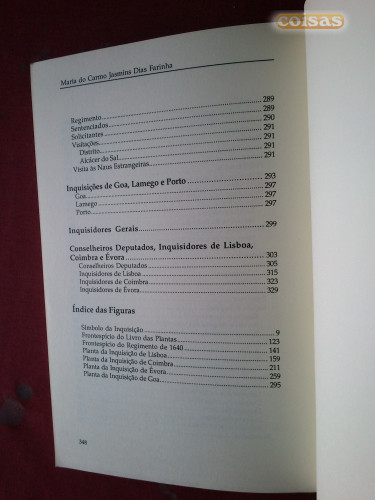 coisas
Maria do Carmo Jasmins Dias Farinha
Regimento 289
Sentenciados 289
Solicitantes 290
Visitações 291
Distrito 291
Alcácer do Sal 291
Visita às Naus Estrangeiras 291
Inquisições de Goa, Lamego e Porto 293
Goa 297
Lamego 297
Porto 297
Inquisidores Gerais 299
Conselheiros Deputados, Inquisidores de Lisboa,
Coimbra e Évora 303
Conselheiros Deputados 305
Inquisidores de Lisboa 315
Inquisidores de Coimbra 323
Inquisidores de Évora 329
Índice das Figuras
Símbolo da Inquisição 9
Frontespício do Livro das Plantas 123
Frontespício do Regimento de 1640 141
Planta da Inquisição de Lisboa 159
Planta da Inquisição de Coimbra 211
Planta da Inquisição de Évora 259
Planta da Inquisição de Goa 295
348